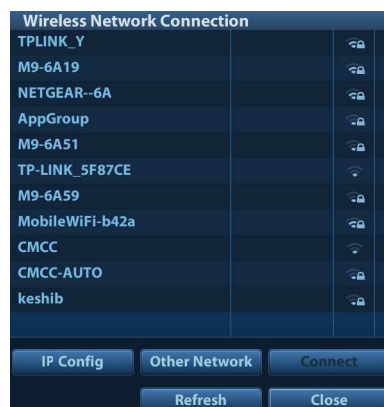 Wireless Network Connection
TPLINK_Y
M9-6A19
NETGEAR--6A
AppGroup
M9-6A51
TP-LINK_5F87CE
M9-6A59
MobileWiFi-b42a
CMCC
CMCC-AUTO
keshib
IP Config Other Network Connect
Refresh Close